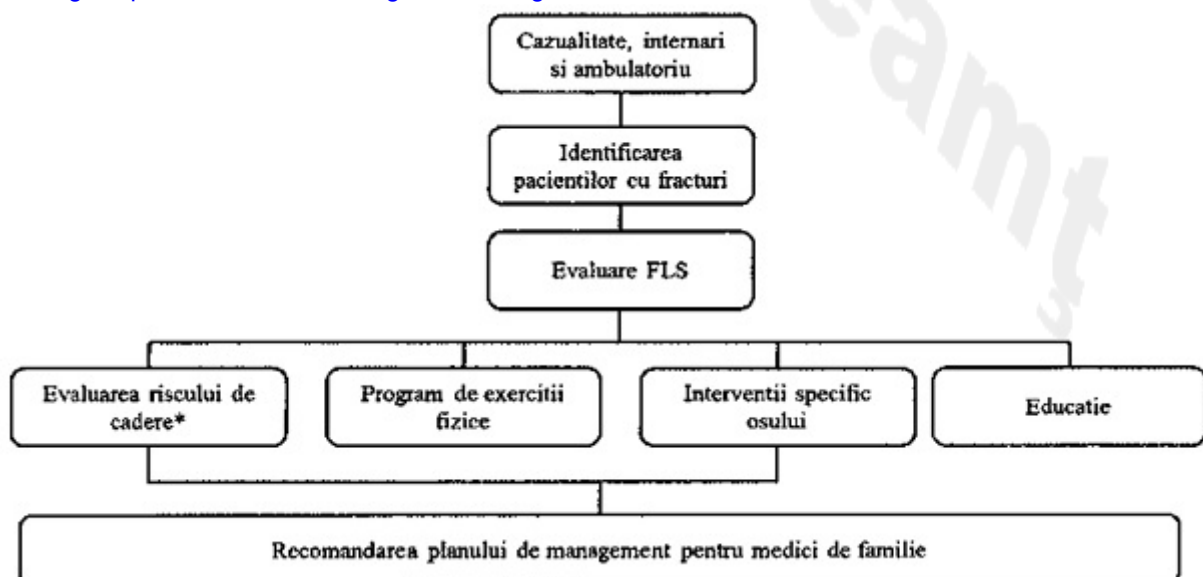 Cazualitate, internari
si ambulatoriu
Identificarea
pacientilor cu fracturi
Evaluare FLS
Evaluarea riscului de
cadere*
Program de exercitii
fizice
Interventii specific
osului
Educatie
Recomandarea planului de management pentru medici de familie